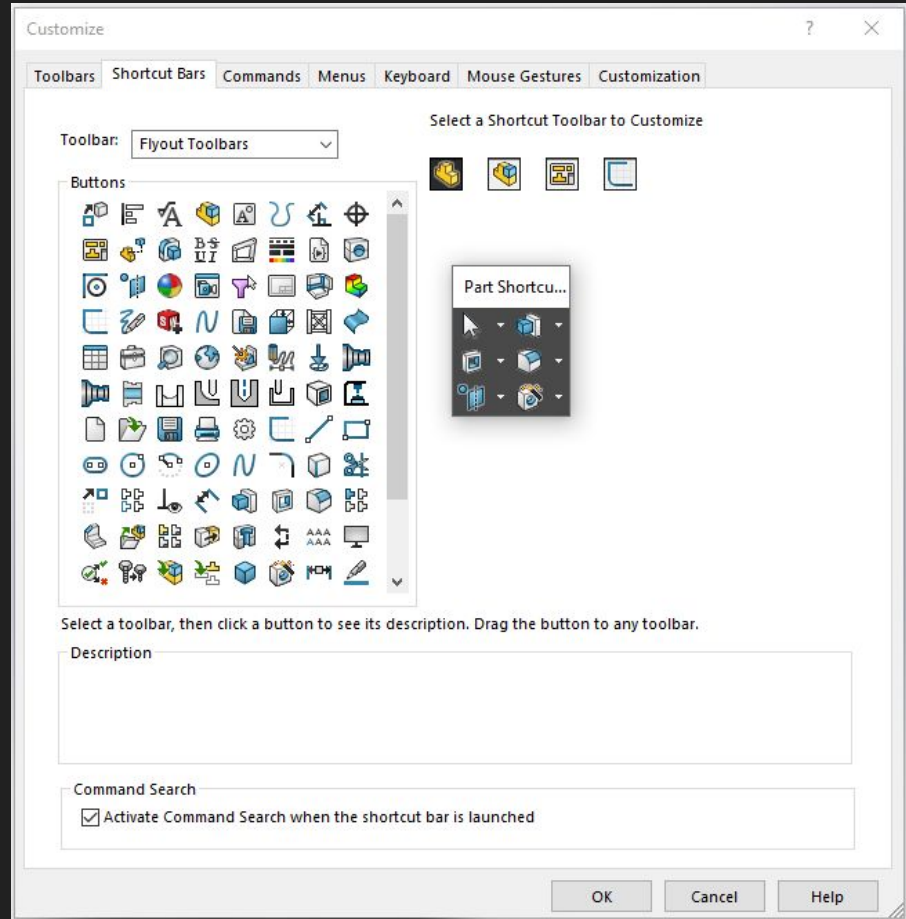 Customize
Toolbars Shortcut Bars Commands Menus Keyboard Mouse Gestures Customization
Select a Shortcut Toolbar to Customize
Toolbar: Flyout Toolbars
Buttons
Part Shortcu...
Select a toolbar, then click a button to see its description. Drag the button to any toolbar.
Description
Command Search
Activate Command Search when the shortcut bar is launched
OK Cancel Help